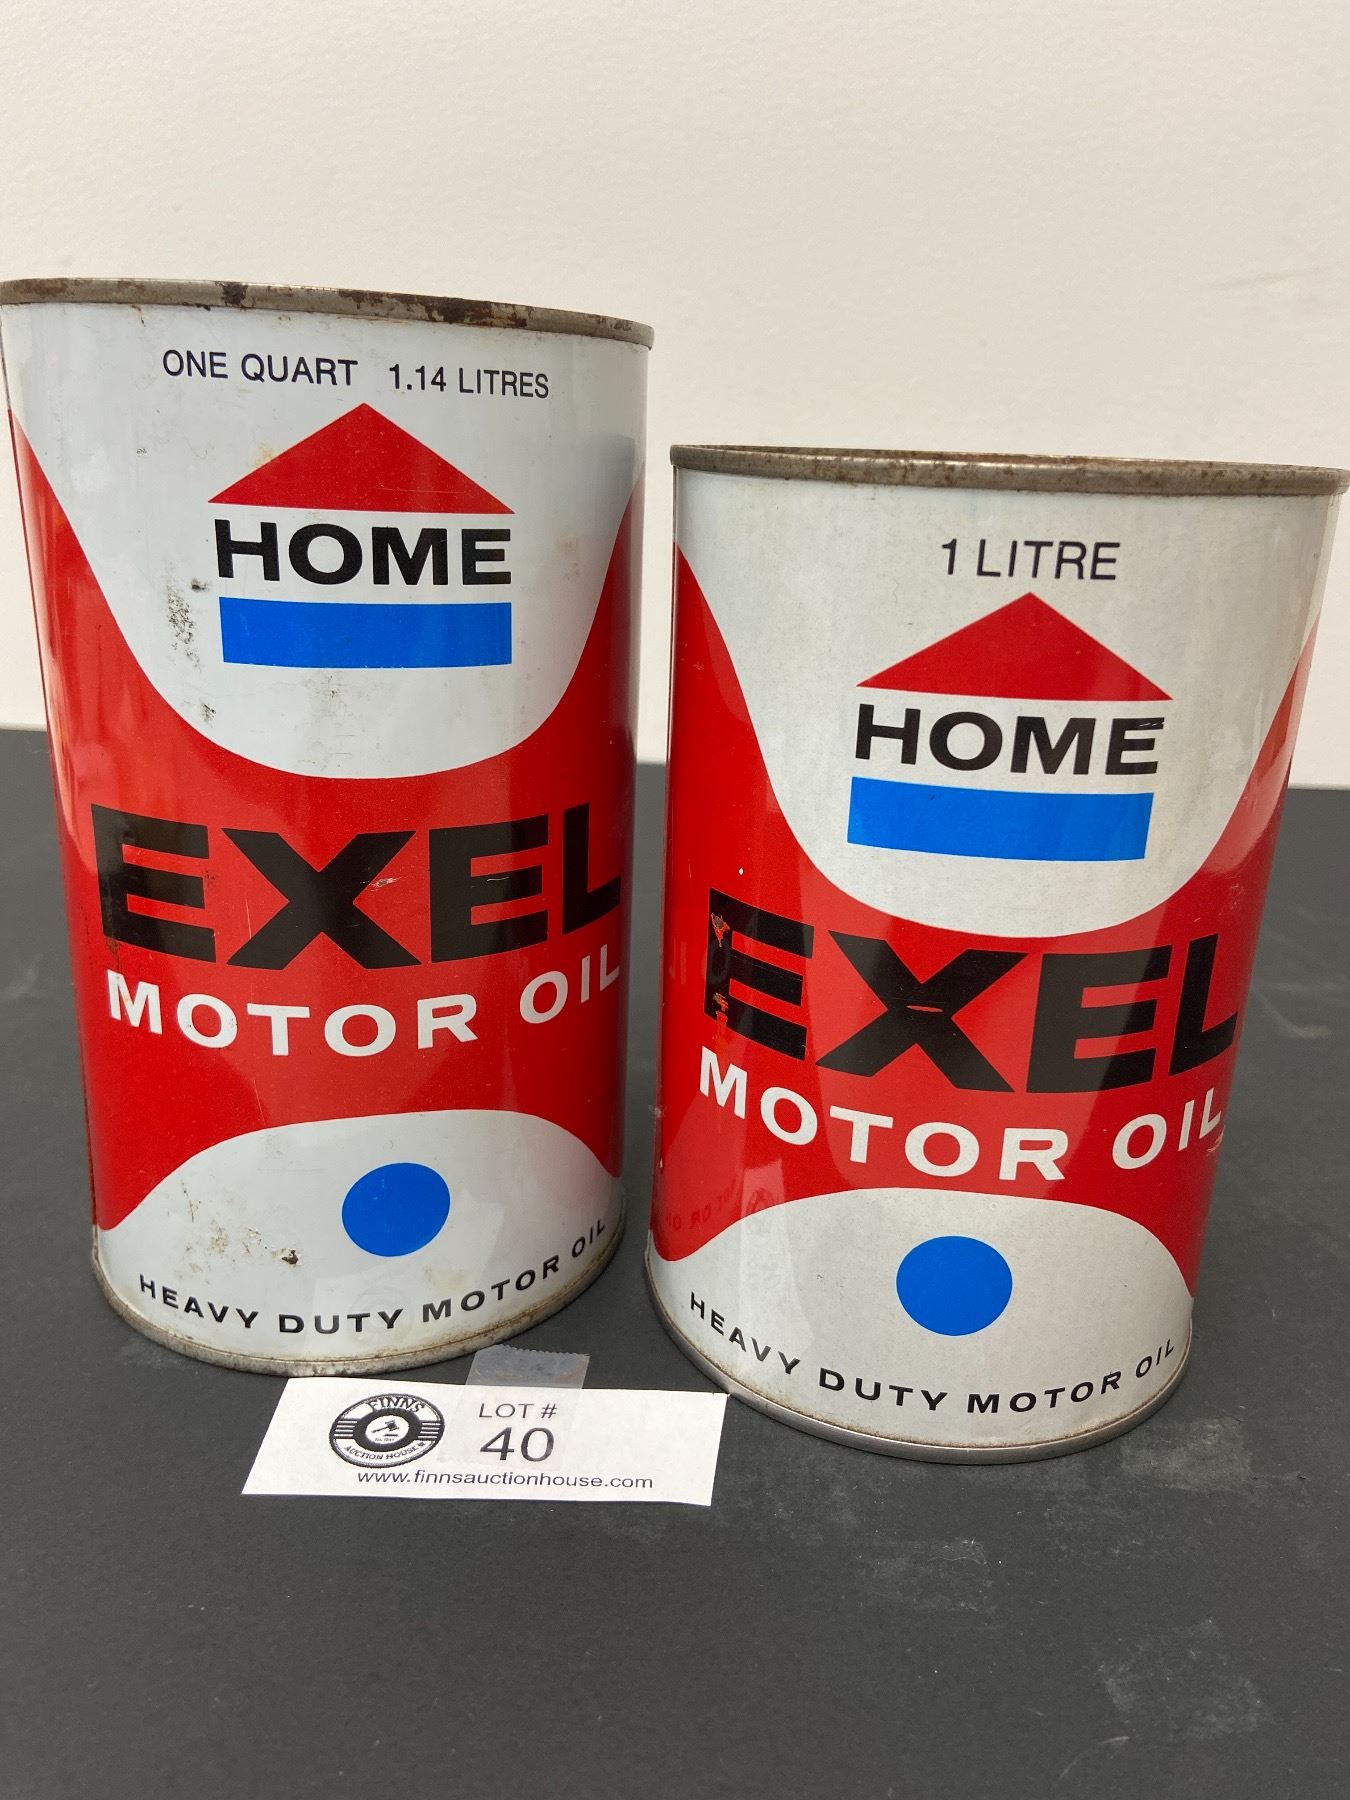 ONE QUART 1.14 LITRES
HOME
EXEL
MOTOR OIL
HEAVY DUTY MOTOR OIL
1 LITRE
HOME
EXEL
MOTOR OIL
HEAVY DUTY MOTOR OIL
FINNS
AUCTION HOUSE
LOT #
40
www.finnsauctionhouse.com